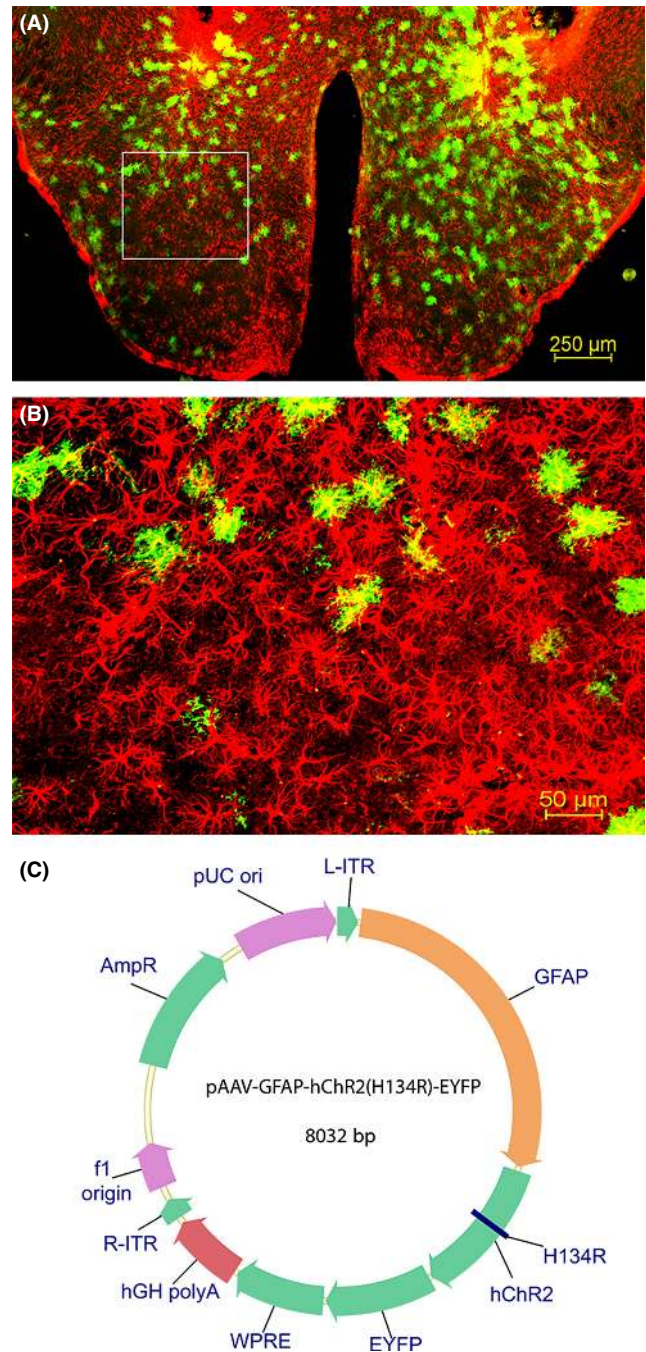 (A)
250 μm
(B)
50 μm
(C)
L-ITR
pUC ori
AmpR
GFAP
pAAV-GFAP-hChR2(H134R)-EYFP
8032 bp
f1
origin
R-ITR
H134R
hGH polyA
hChR2
WPRE
EYFP